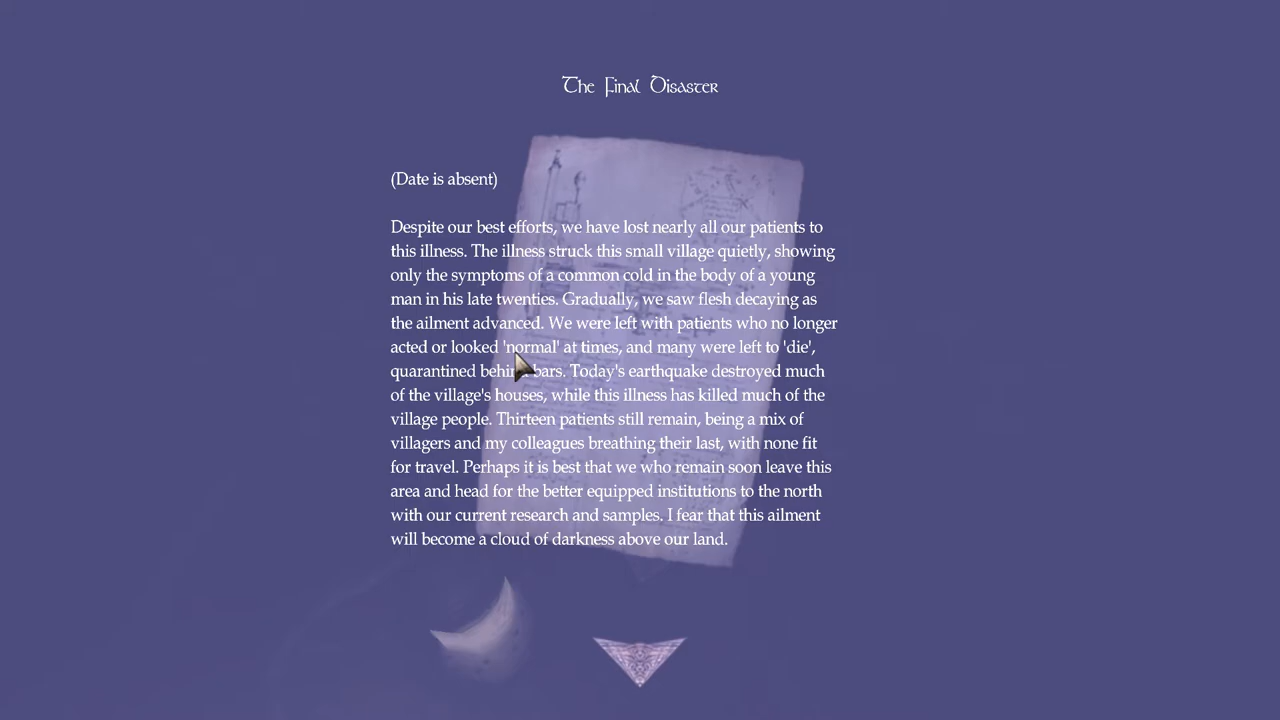 The Final Disaster
(Date is absent)
Despite our best efforts, we have lost nearly all our patients to
this illness. The illness struck this small village quietly, showing
only the symptoms of a common cold in the body of a young
man in his late twenties. Gradually, we saw flesh decaying as
the ailment advanced. We were left with patients who no longer
acted or looked 'normal' at times, and many were left to 'die',
quarantined behind bars. Today's earthquake destroyed much
of the village's houses, while this illness has killed much of the
village people. Thirteen patients still remain, being a mix of
villagers and my colleagues breathing their last, with none fit
for travel. Perhaps it is best that we who remain soon leave this
area and head for the better equipped institutions to the north
with our current research and samples. I fear that this ailment
will become a cloud of darkness above our land.